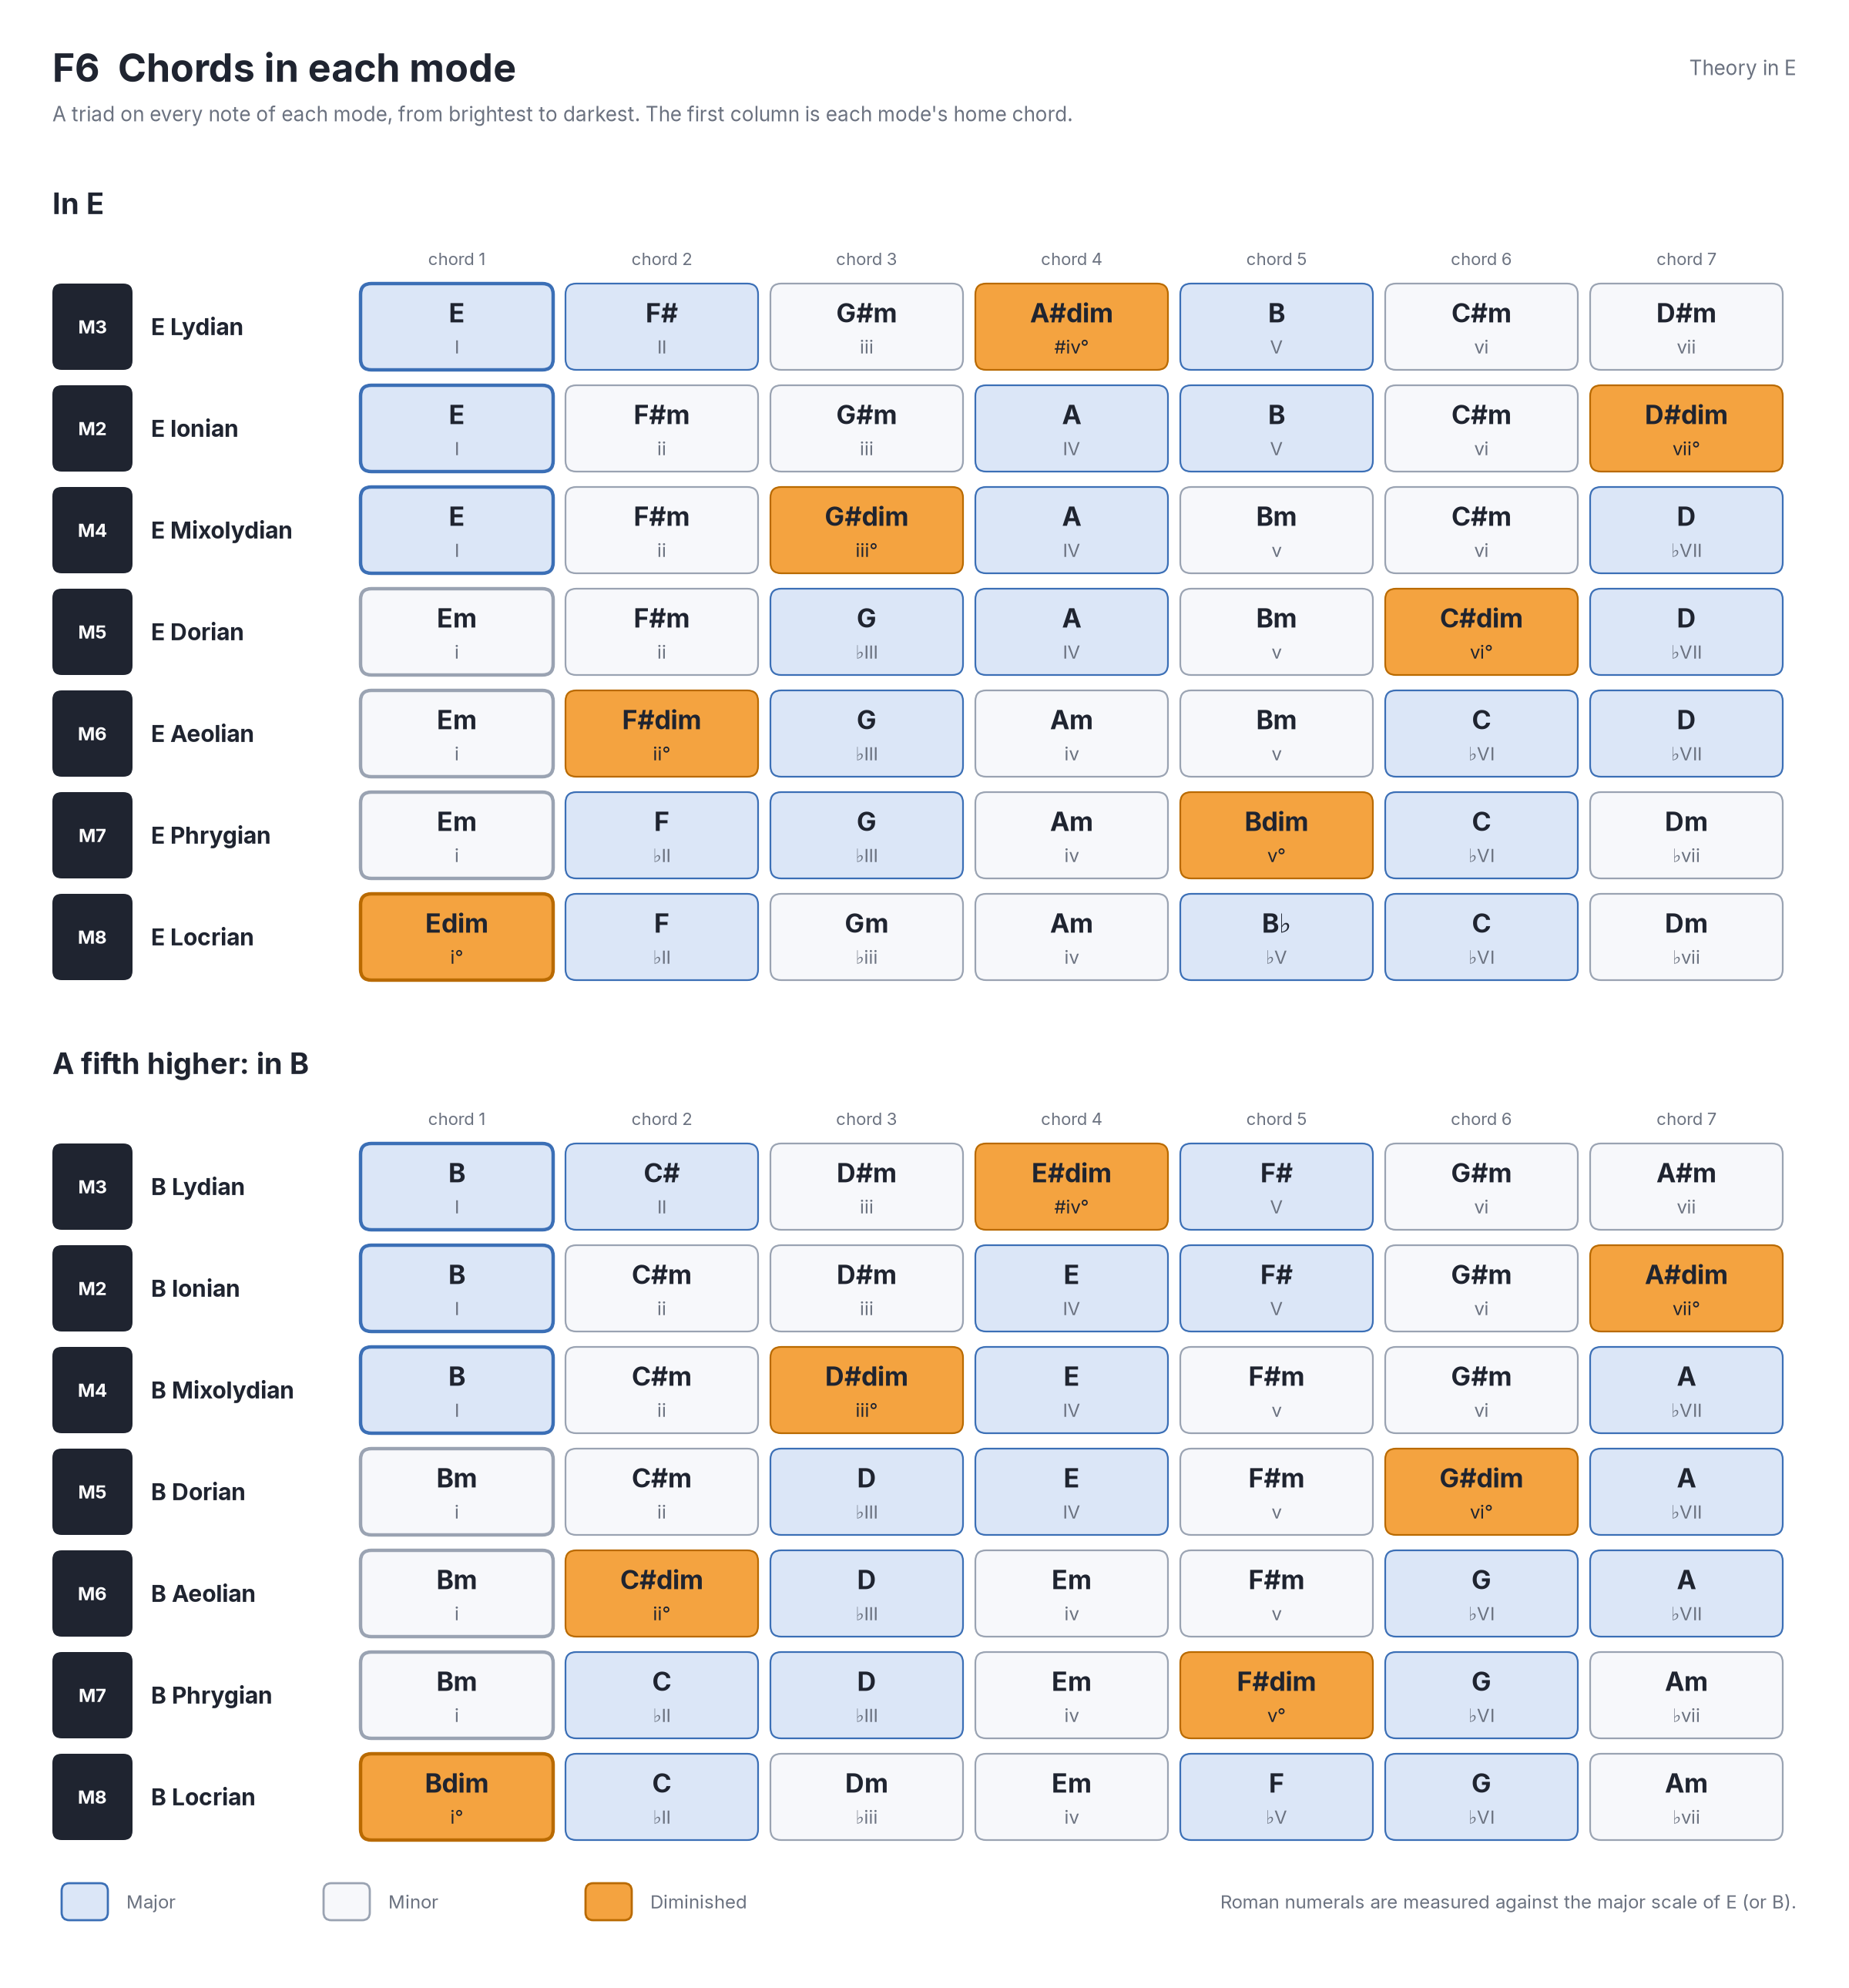 F6 Chords in each mode
Theory in E
A triad on every note of each mode, from brightest to darkest. The first column is each mode's home chord.
In E
chord 1 chord 2 chord 3 chord 4 chord 5 chord 6 chord 7
M3 E Lydian E F# G#m A#dim B C#m D#m
I II iii #iv° V vi vii
M2 E Ionian E F#m G#m A B C#m D#dim
I ii iii IV V vi vii°
M4 E Mixolydian E F#m G#dim A Bm C#m D
I ii iii° IV v vi ♭VII
M5 E Dorian Em F#m G A Bm C#dim D
i ii ♭III IV v vi° ♭VII
M6 E Aeolian Em F#dim G Am Bm C D
i ii° ♭III iv v ♭VI ♭VII
M7 E Phrygian Em F G Am Bdim C Dm
i ♭II ♭III iv v° ♭VI ♭vii
M8 E Locrian Edim F Gm Am B♭ C Dm
i° ♭II ♭iii iv ♭V ♭VI ♭vii
A fifth higher: in B
chord 1 chord 2 chord 3 chord 4 chord 5 chord 6 chord 7
M3 B Lydian B C# D#m E#dim F# G#m A#m
I II iii #iv° V vi vii
M2 B Ionian B C#m D#m E F# G#m A#dim
I ii iii IV V vi vii°
M4 B Mixolydian B C#m D#dim E F#m G#m A
I ii iii° IV v vi ♭VII
M5 B Dorian Bm C#m D E F#m G#dim A
i ii ♭III IV v vi° ♭VII
M6 B Aeolian Bm C#dim D Em F#m G A
i ii° ♭III iv v ♭VI ♭VII
M7 B Phrygian Bm C D Em F#dim G Am
i ♭II ♭III iv v° ♭VI ♭vii
M8 B Locrian Bdim C Dm Em F G Am
i° ♭II ♭iii iv ♭V ♭VI ♭vii
Major Minor Diminished Roman numerals are measured against the major scale of E (or B).